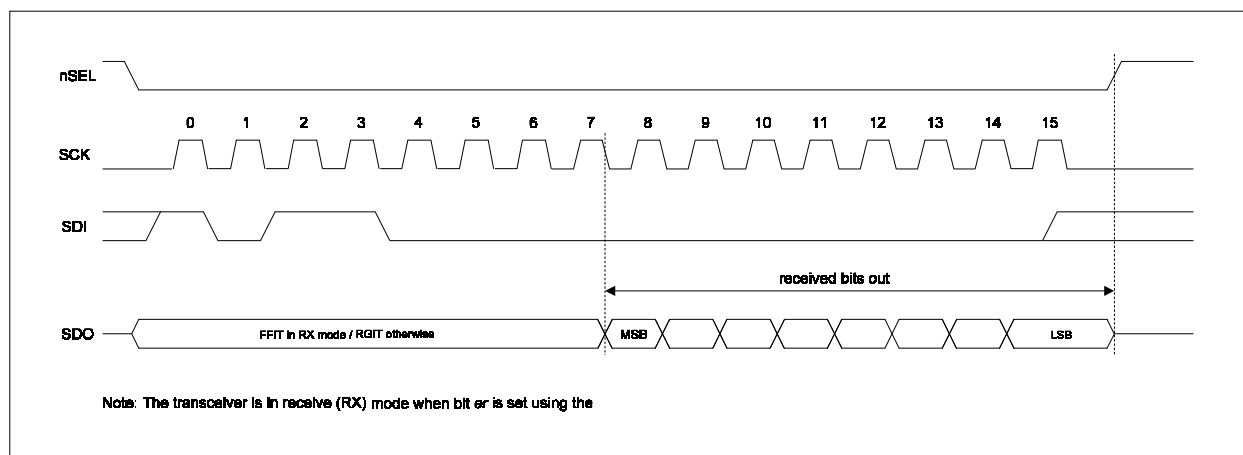 nSEL
0 1 2 3 4 5 6 7 8 9 10 11 12 13 14 15
SCK
SDI
received bits out
SDO
FFIT in RX mode / RGIT otherwise
MSB
LSB
Note: The transceiver is in receive (RX) mode when bit er is set using the